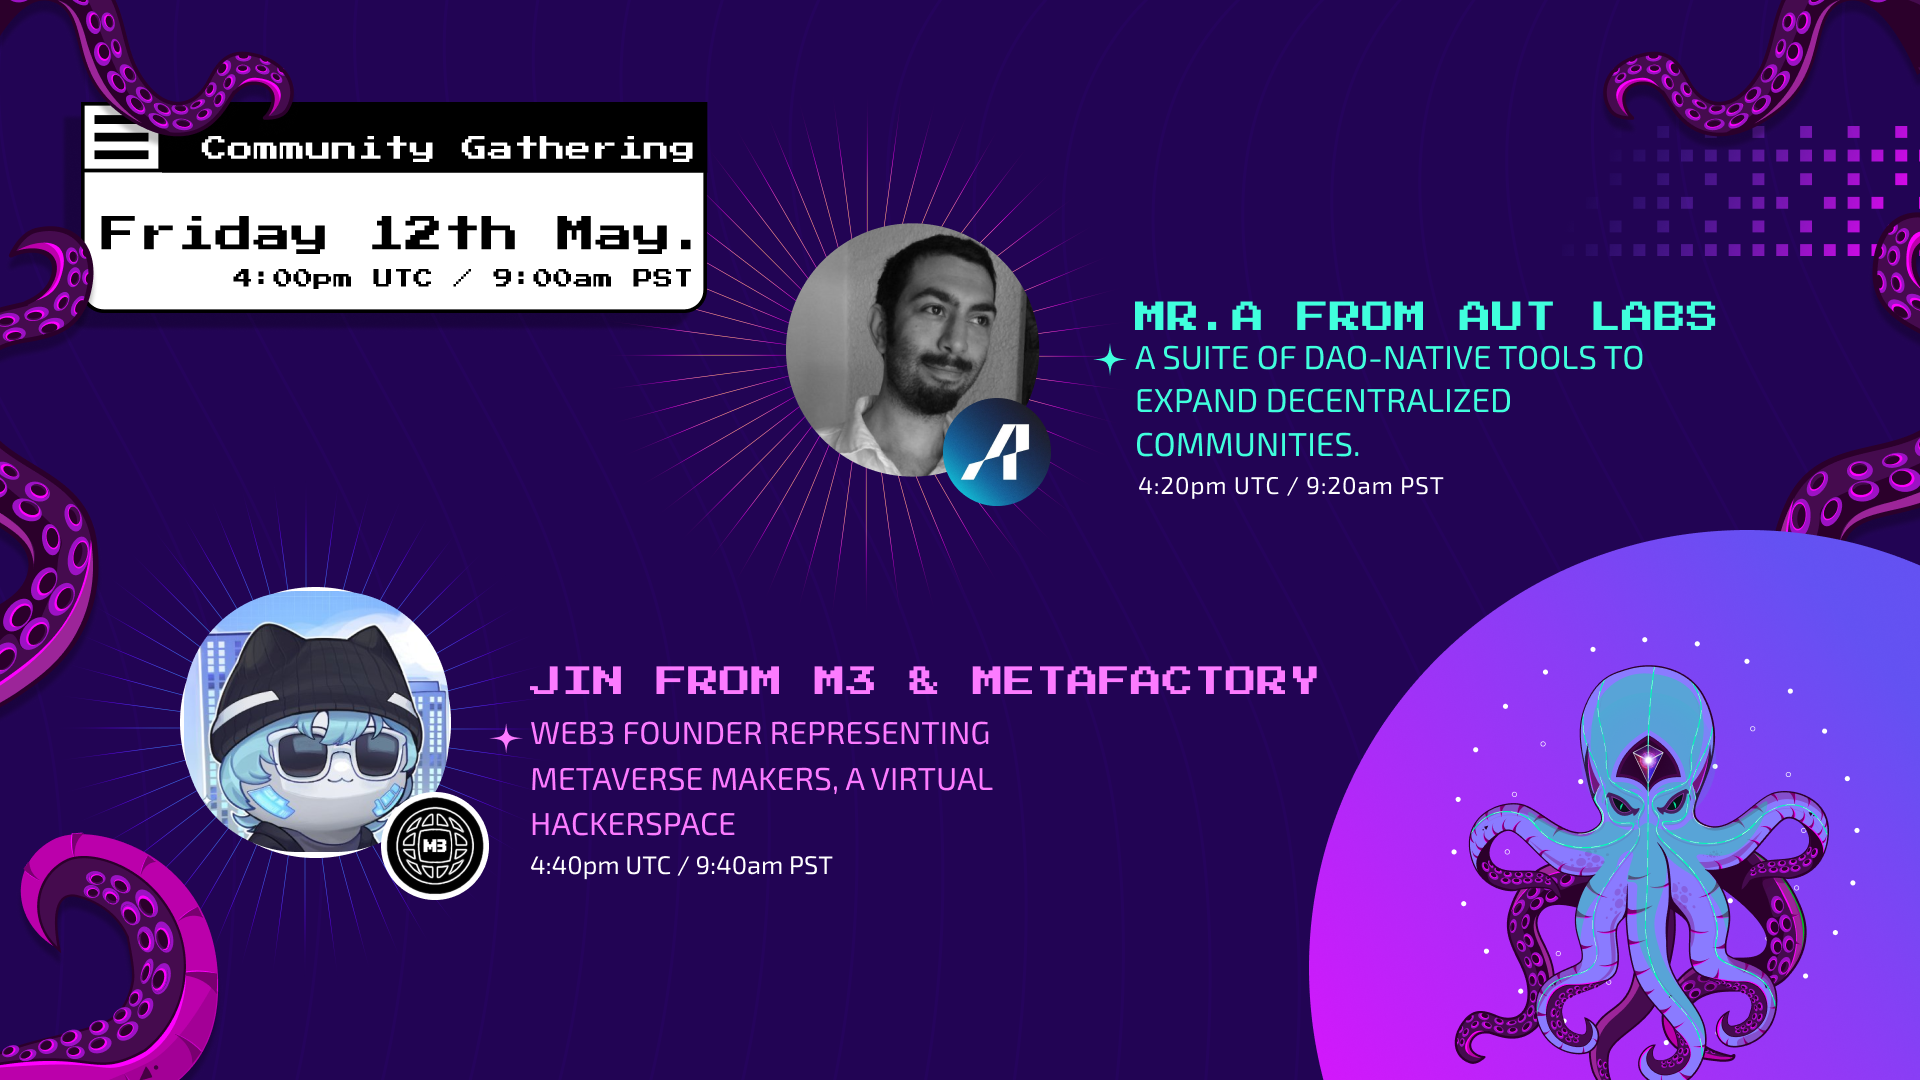 Community Gathering
Friday 12th May.
4:00pm UTC / 9:00am PST
MR.A FROM AUT LABS
A SUITE OF DAO-NATIVE TOOLS TO
EXPAND DECENTRALIZED
COMMUNITIES.
4:20pm UTC / 9:20am PST
JIN FROM M3 & METAFACTORY
WEB3 FOUNDER REPRESENTING
METAVERSE MAKERS, A VIRTUAL
HACKERSPACE
4:40pm UTC / 9:40am PST
M3